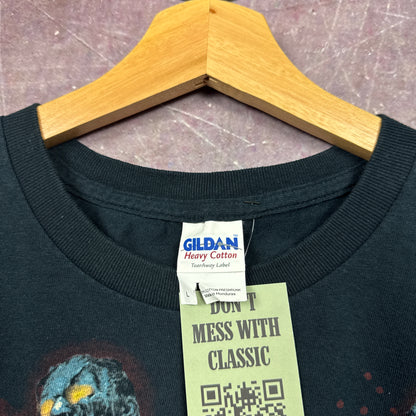 GILDAN
Heavy Cotton
TearAway Label
L
DON'T
MESS WITH
CLASSIC